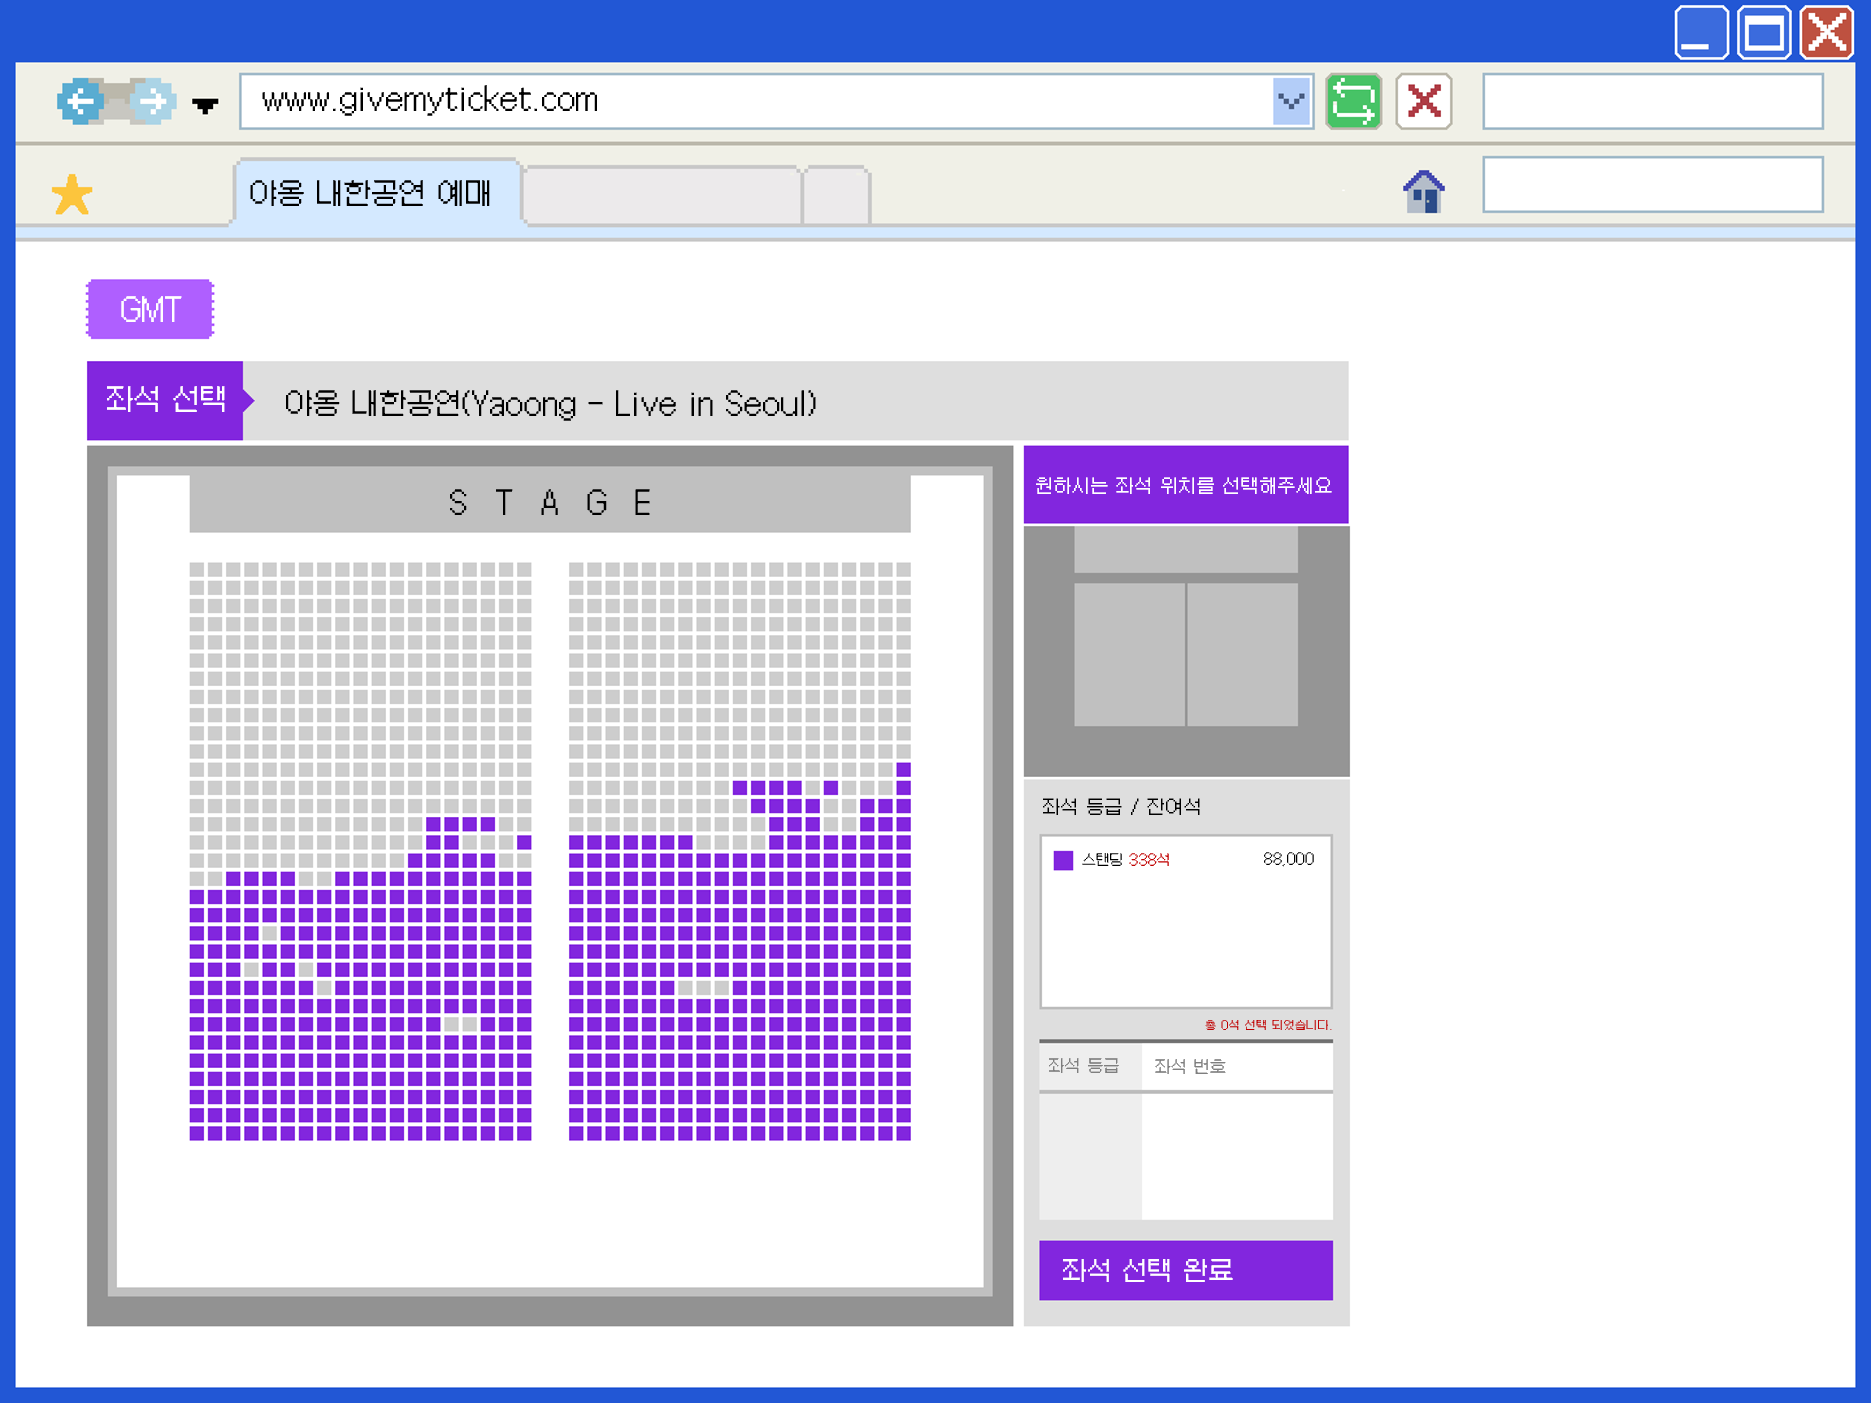 www.givemyticket.com
야옹 내한공연 예매
GMT
좌석 선택
야옹 내한공연(Yaoong - Live in Seoul)
STAGE
원하시는 좌석 위치를 선택해주세요
좌석 등급 / 잔여석
스탠딩 338석 88,000
총 0석 선택 되었습니다.
좌석 등급 좌석 번호
좌석 선택 완료